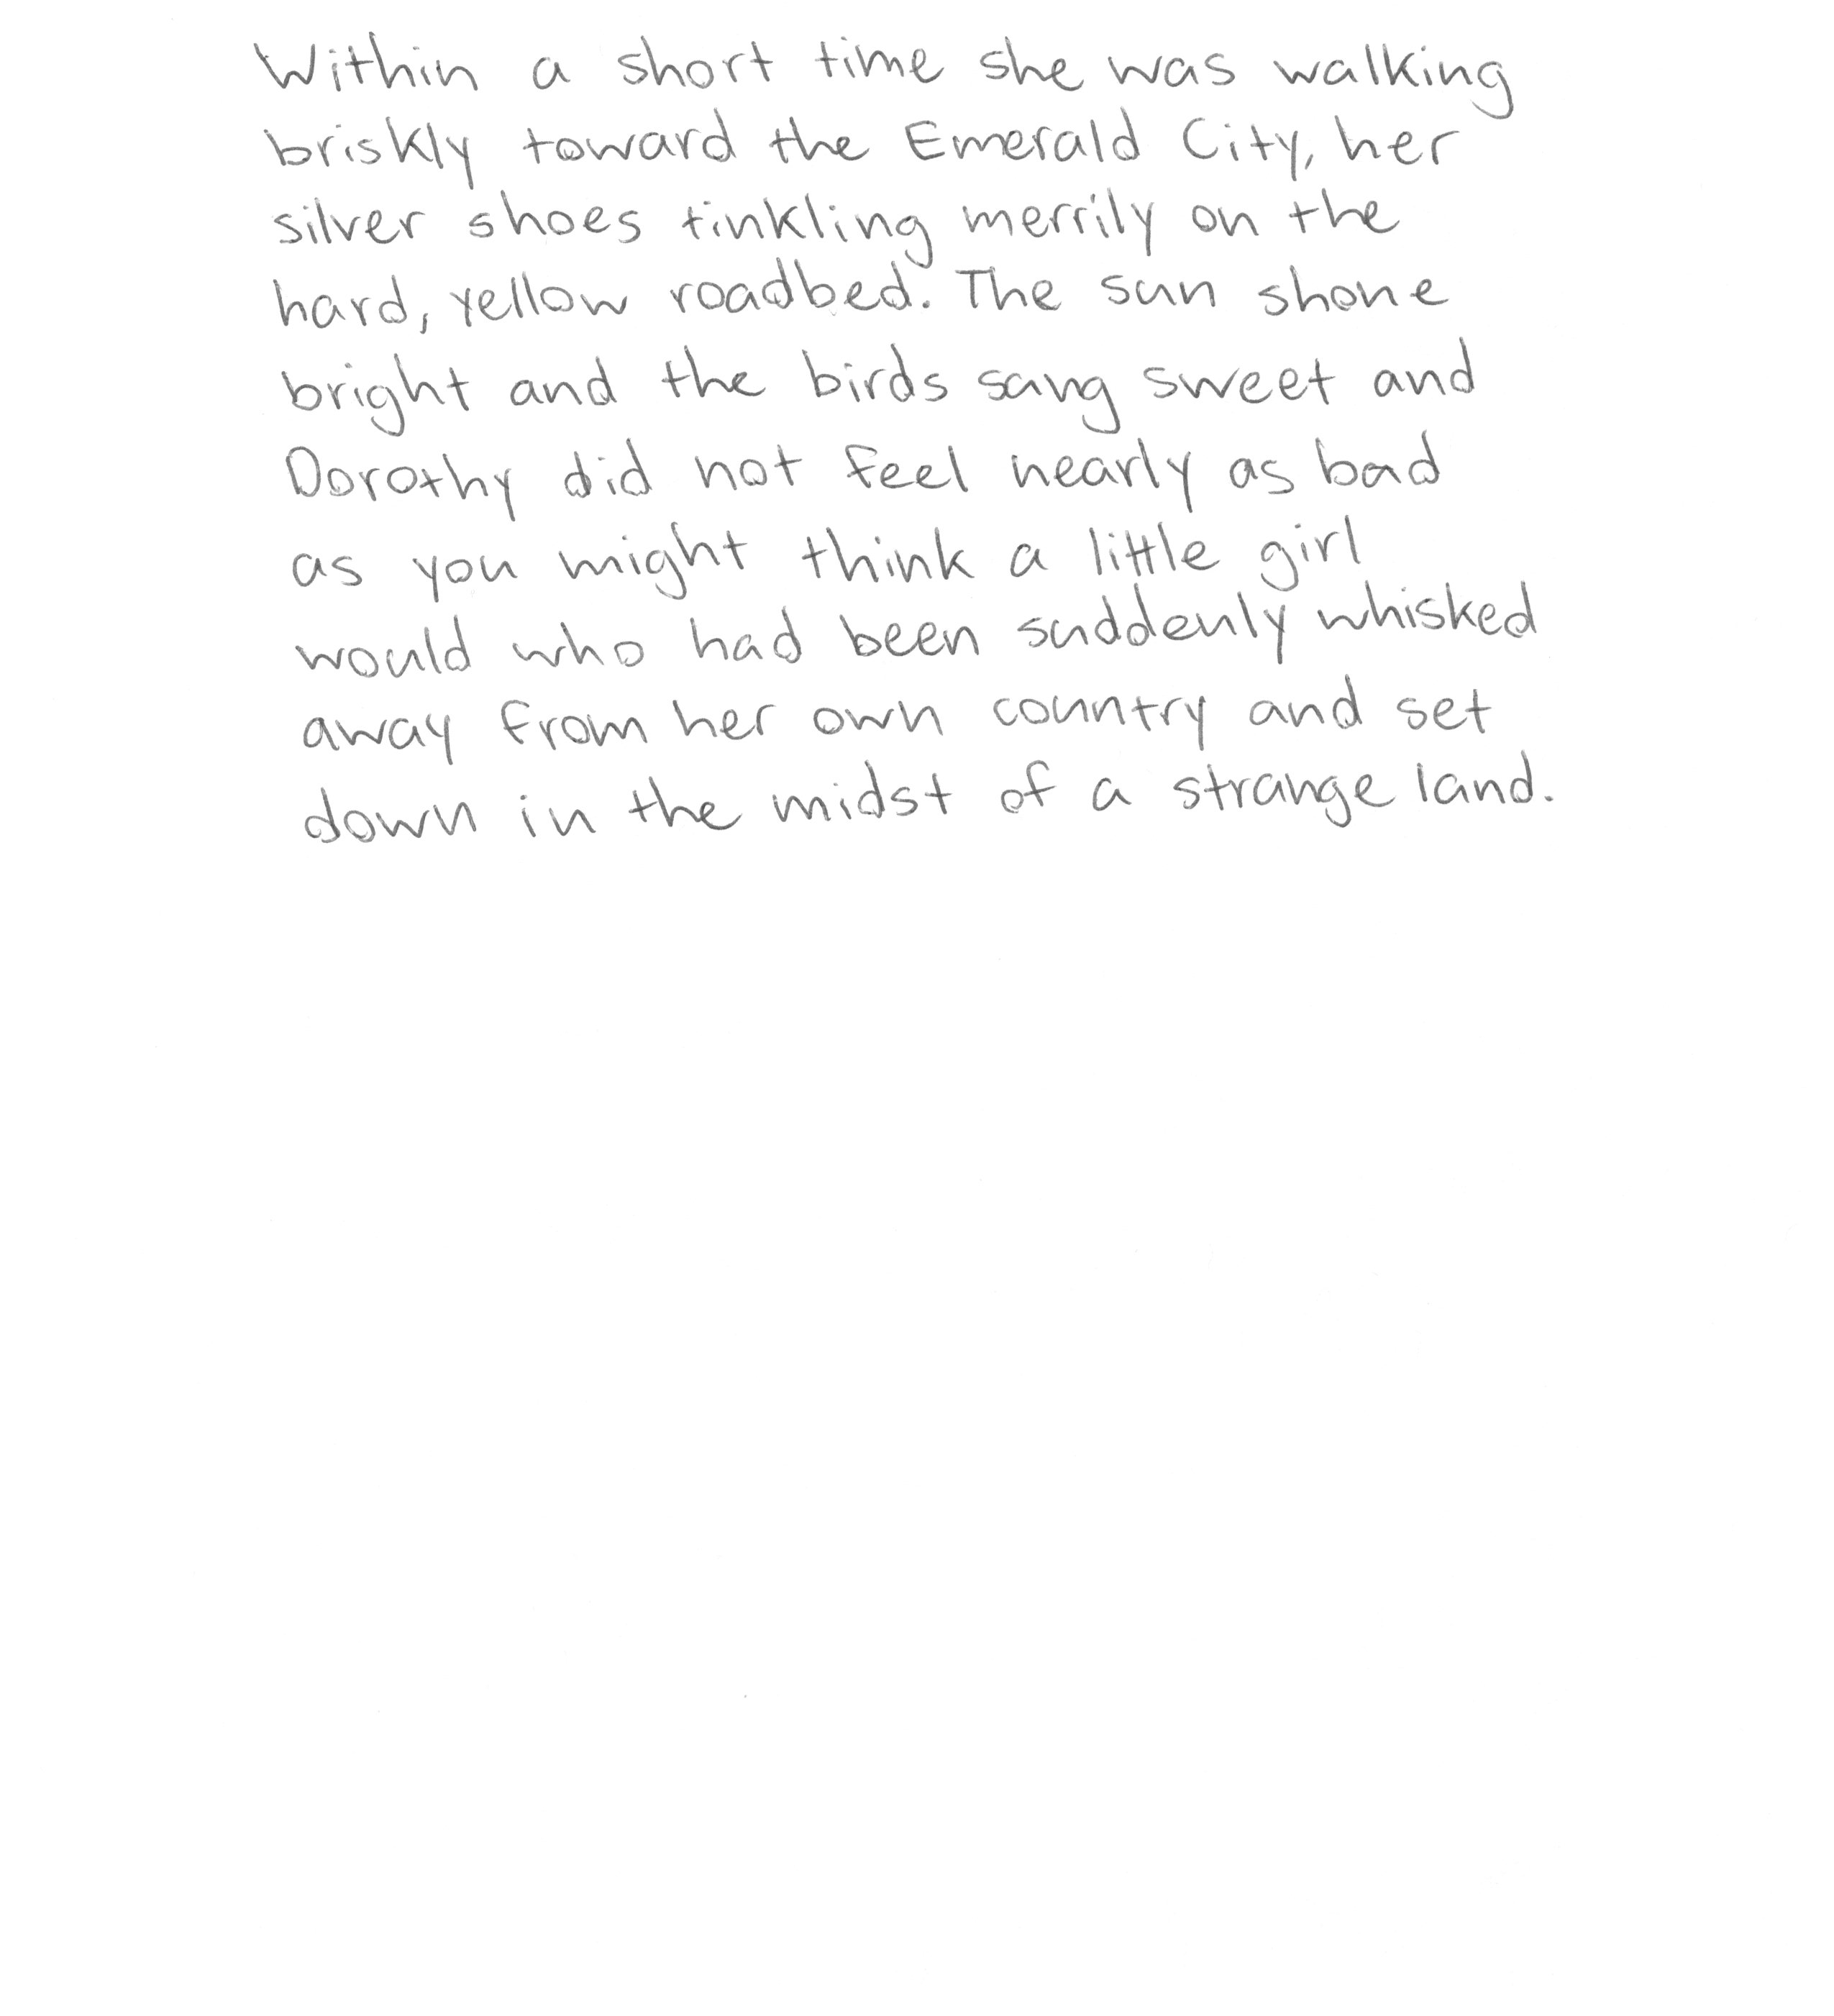 Within a short time she was walking
briskly toward the Emerald City, her
silver shoes tinkling merrily on the
hard, yellow roadbed. The sun shone
bright and the birds sang sweet and
Dorothy did not feel nearly as bad
as you might think a little girl
would who had been suddenly whisked
away from her own country and set
down in the midst of a strange land.